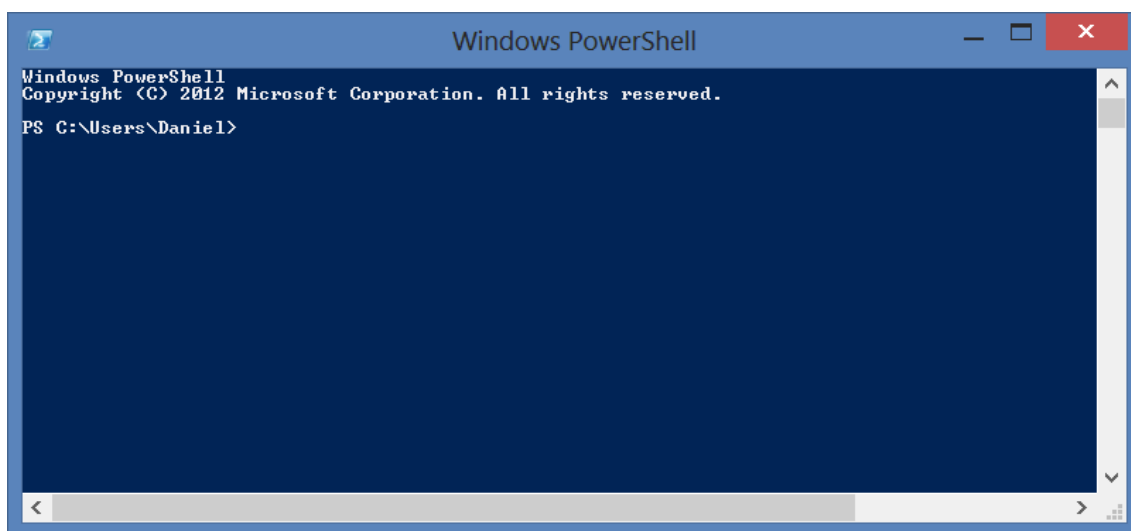 Windows PowerShell
Windows PowerShell
Copyright (C) 2012 Microsoft Corporation. All rights reserved.
PS C:\Users\Daniel>